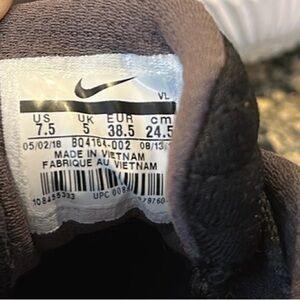 VL
US UK EUR cm
7.5 5 38.5 24.5
05/02/18 BQ4164-002 08/13/
MADE IN VIETNAM
FABRIQUE AU VIETNAM
UPC